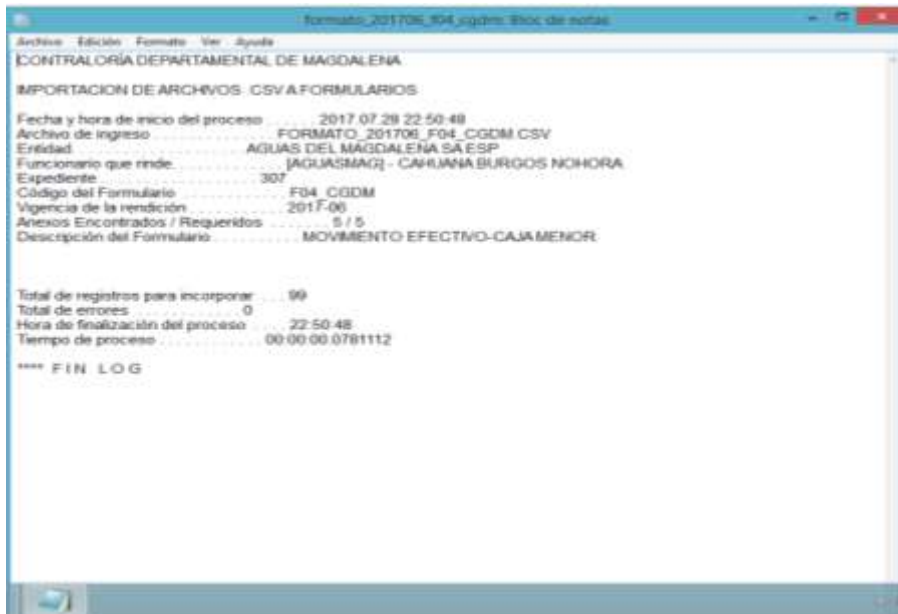 formato_201706_f04_cgdm: Bloc de notas
Archivo Edición Formato Ver Ayuda
CONTRALORÍA DEPARTAMENTAL DE MAGDALENA
IMPORTACION DE ARCHIVOS CSV A FORMULARIOS
Fecha y hora de inicio del proceso . . . . . . 2017.07.28 22:50:48
Archivo de ingreso . . . . . . . . . . . . . . FORMATO_201706_F04_CGDM.CSV
Entidad. . . . . . . . . . . . . . . . . . . AGUAS DEL MAGDALENA SA ESP
Funcionario que rinde. . . . . . . . . . . . . [AGUASMAG] - CAHUANA BURGOS NOHORA
Expediente . . . . . . . . . . . . . . . . . . 307
Código del Formulario . . . . . . . . . . . . F04_CGDM
Vigencia de la rendición . . . . . . . . . . . 2017-06
Anexos Encontrados / Requeridos . . . . . . . 5 / 5
Descripción del Formulario . . . . . . . . . . MOVIMIENTO EFECTIVO-CAJA MENOR
Total de registros para incorporar . . . 99
Total de errores . . . . . . . . . . . . 0
Hora de finalización del proceso . . . . 22:50:48
Tiempo de proceso . . . . . . . . . . . 00:00:00.0781112
**** F I N L O G